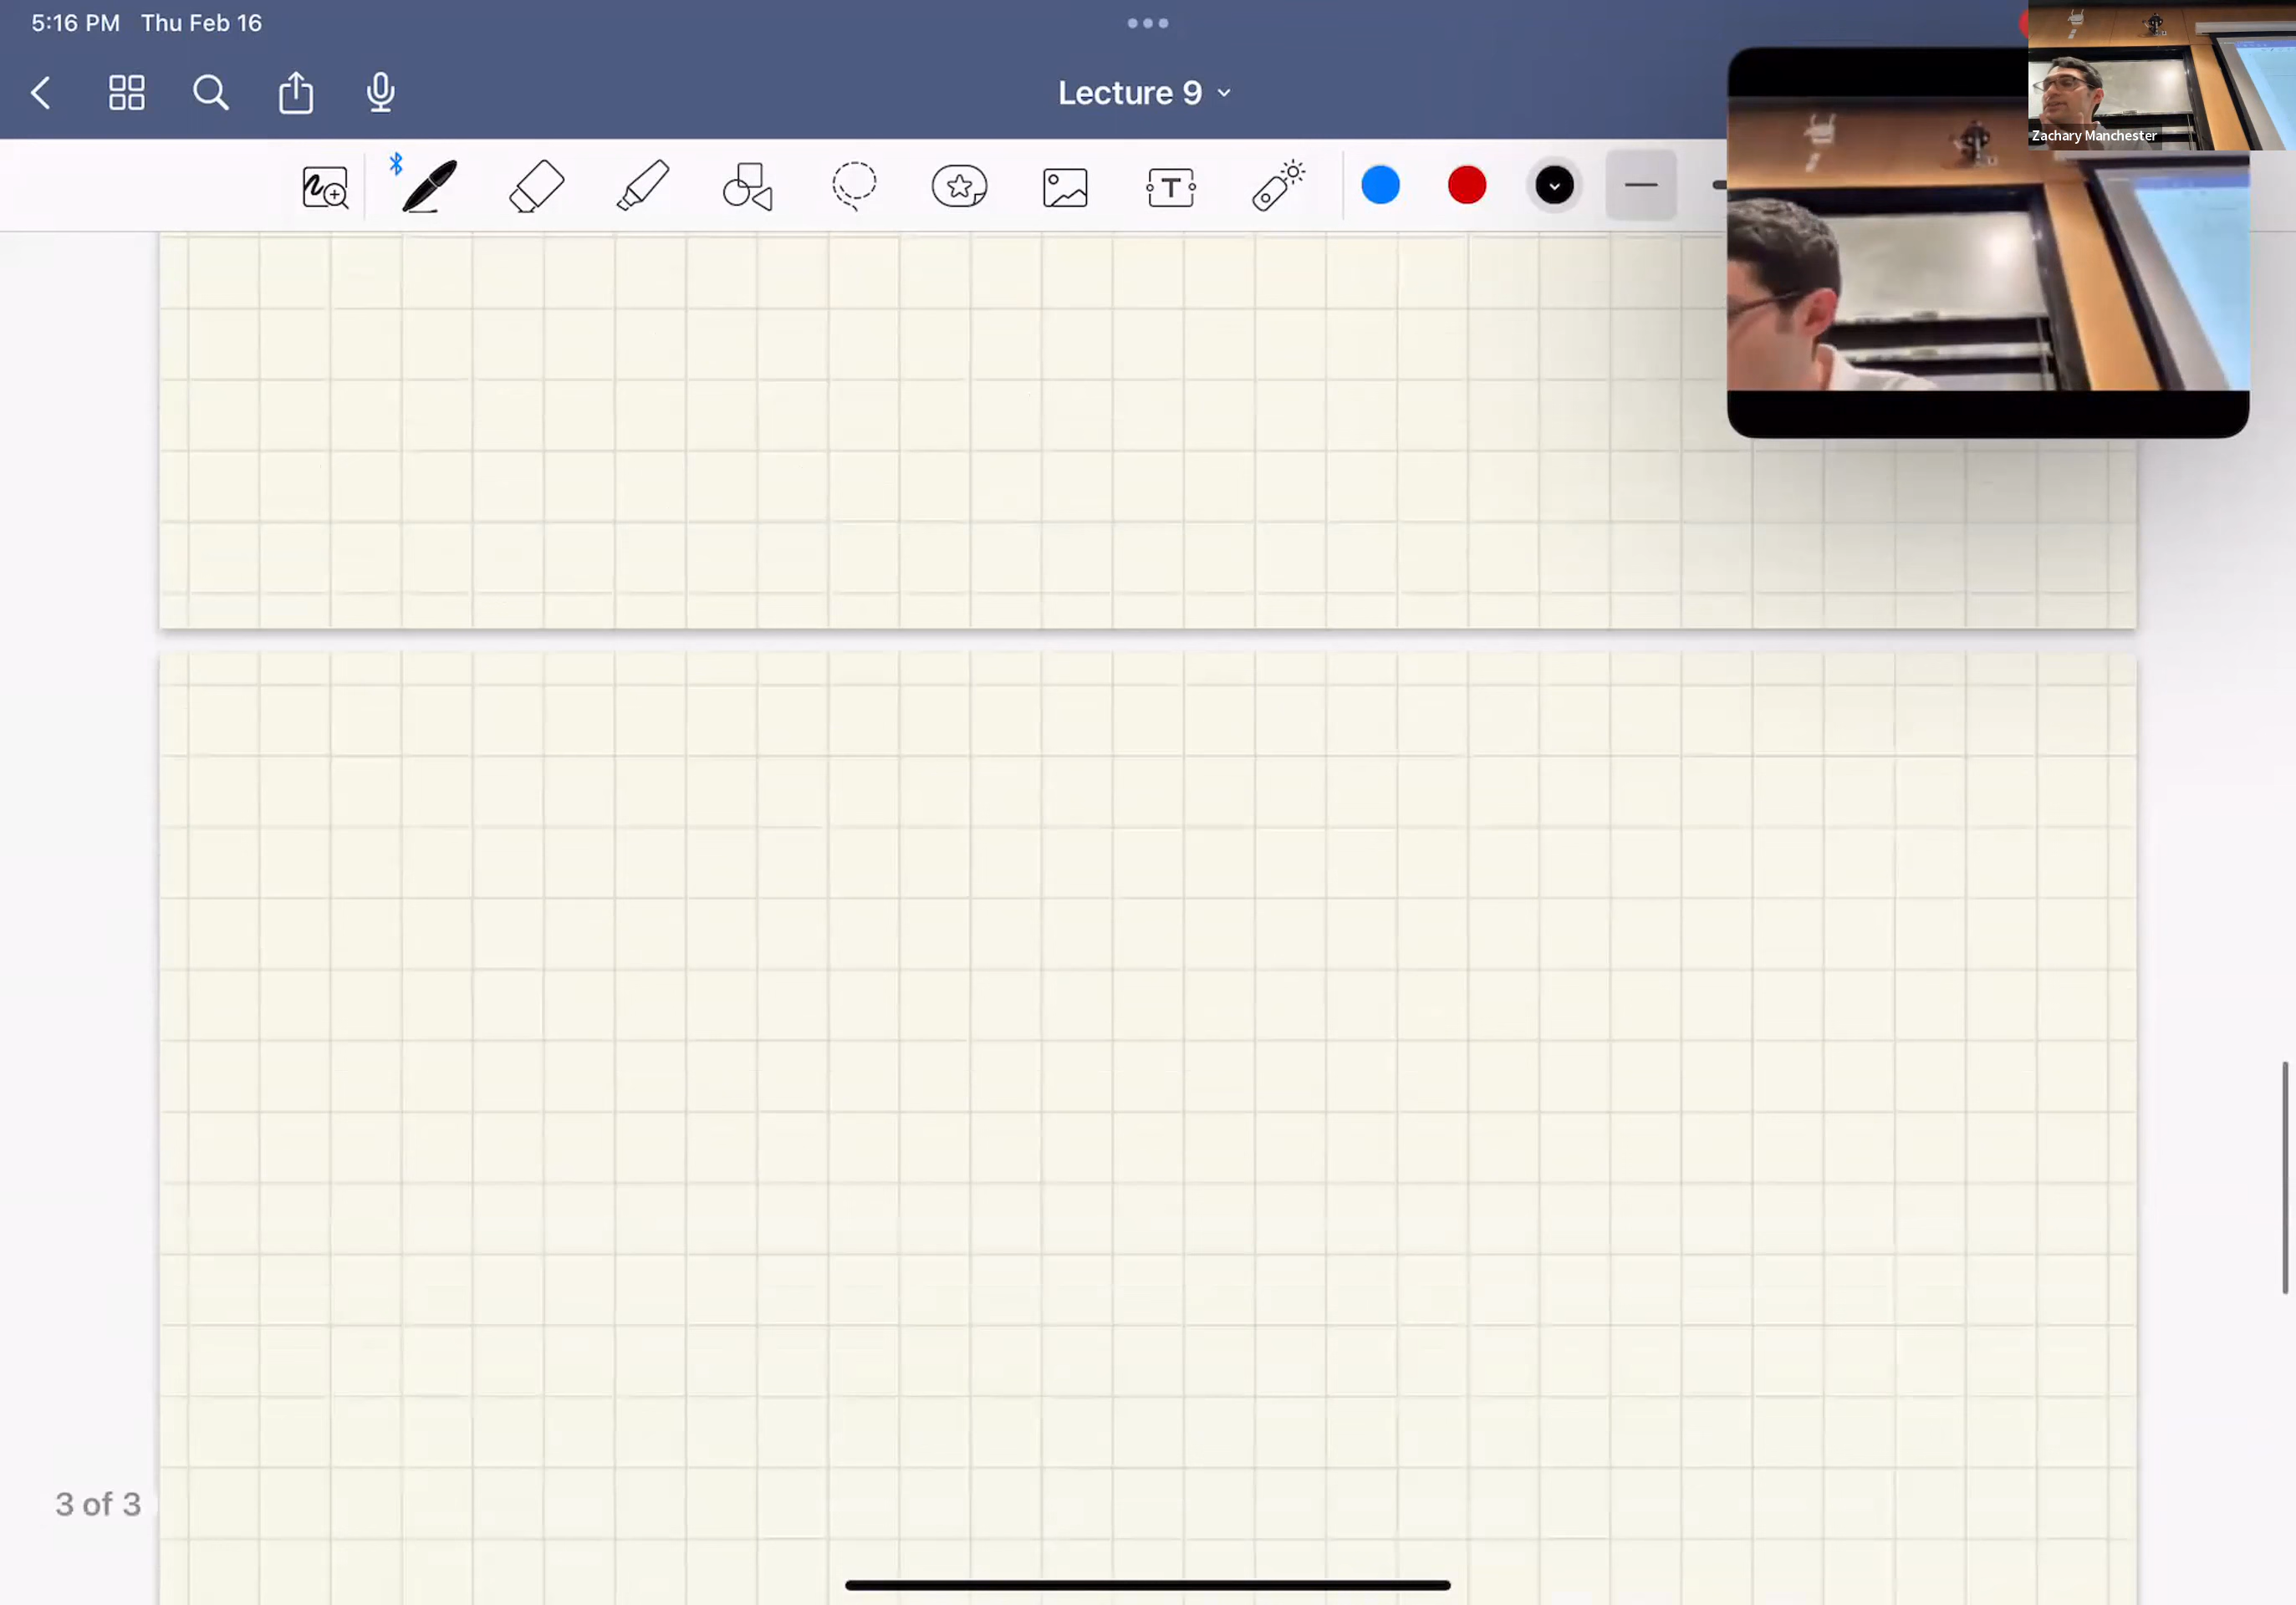 5:16 PM Thu Feb 16
Lecture 9
Zachary Manchester
T
3 of 3